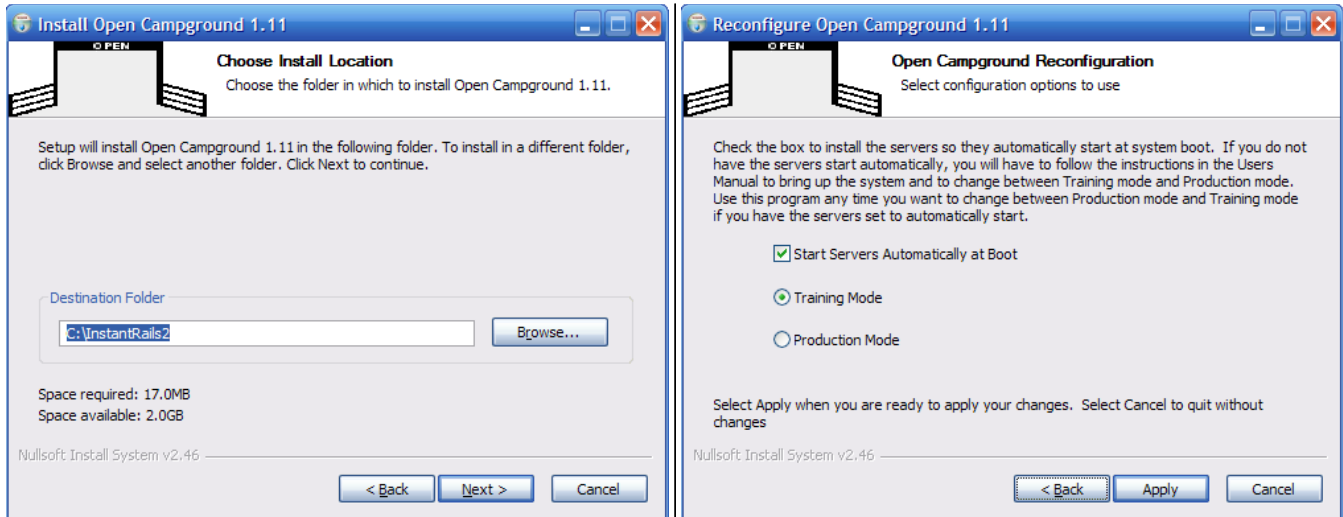 Install Open Campground 1.11
OPEN
Choose Install Location
Choose the folder in which to install Open Campground 1.11.
Setup will install Open Campground 1.11 in the following folder. To install in a different folder,
click Browse and select another folder. Click Next to continue.
Destination Folder
C:\InstantRails2
Browse...
Space required: 17.0MB
Space available: 2.0GB
Nullsoft Install System v2.46
< Back
Next >
Cancel
Reconfigure Open Campground 1.11
OPEN
Open Campground Reconfiguration
Select configuration options to use
Check the box to install the servers so they automatically start at system boot. If you do not
have the servers start automatically, you will have to follow the instructions in the Users
Manual to bring up the system and to change between Training mode and Production mode.
Use this program any time you want to change between Production mode and Training mode
if you have the servers set to automatically start.
Start Servers Automatically at Boot
Training Mode
Production Mode
Select Apply when you are ready to apply your changes. Select Cancel to quit without
changes
Nullsoft Install System v2.46
< Back
Apply
Cancel